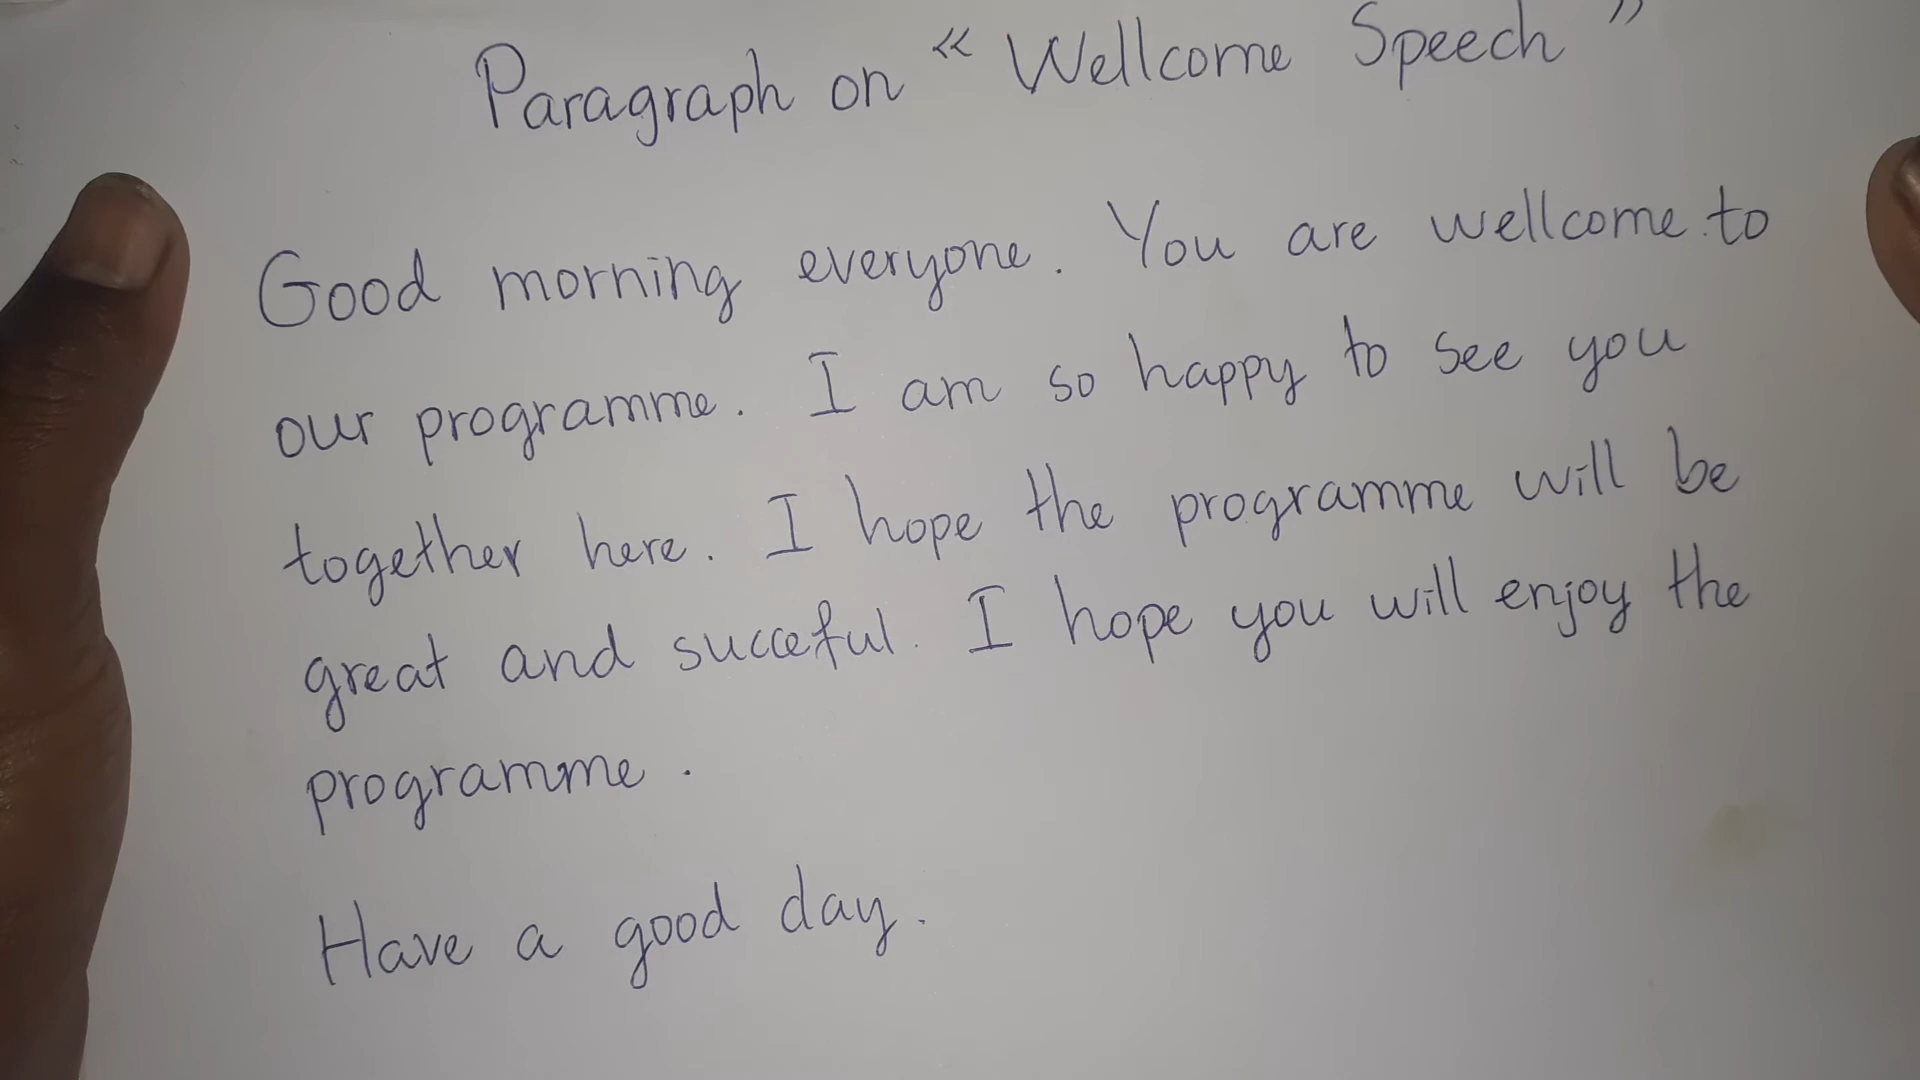 Paragraph on “Wellcome Speech”
Good morning everyone. You are wellcome to
our programme. I am so happy to see you
together here. I hope the programme will be
great and succeful. I hope you will enjoy the
programme.
Have a good day.